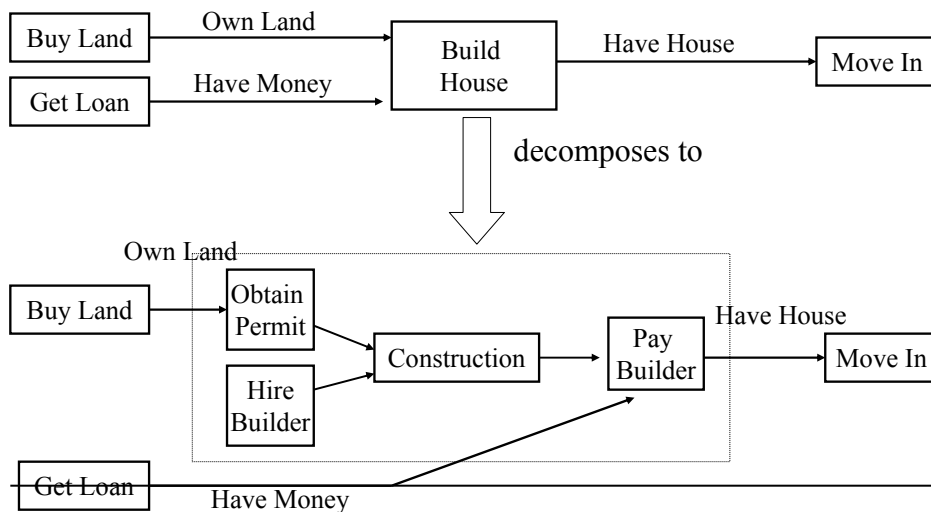 Own Land
Buy Land
Build
House
Have House
Move In
Have Money
Get Loan
decomposes to
Own Land
Buy Land
Obtain
Permit
Have House
Construction
Pay
Builder
Move In
Hire
Builder
Get Loan
Have Money